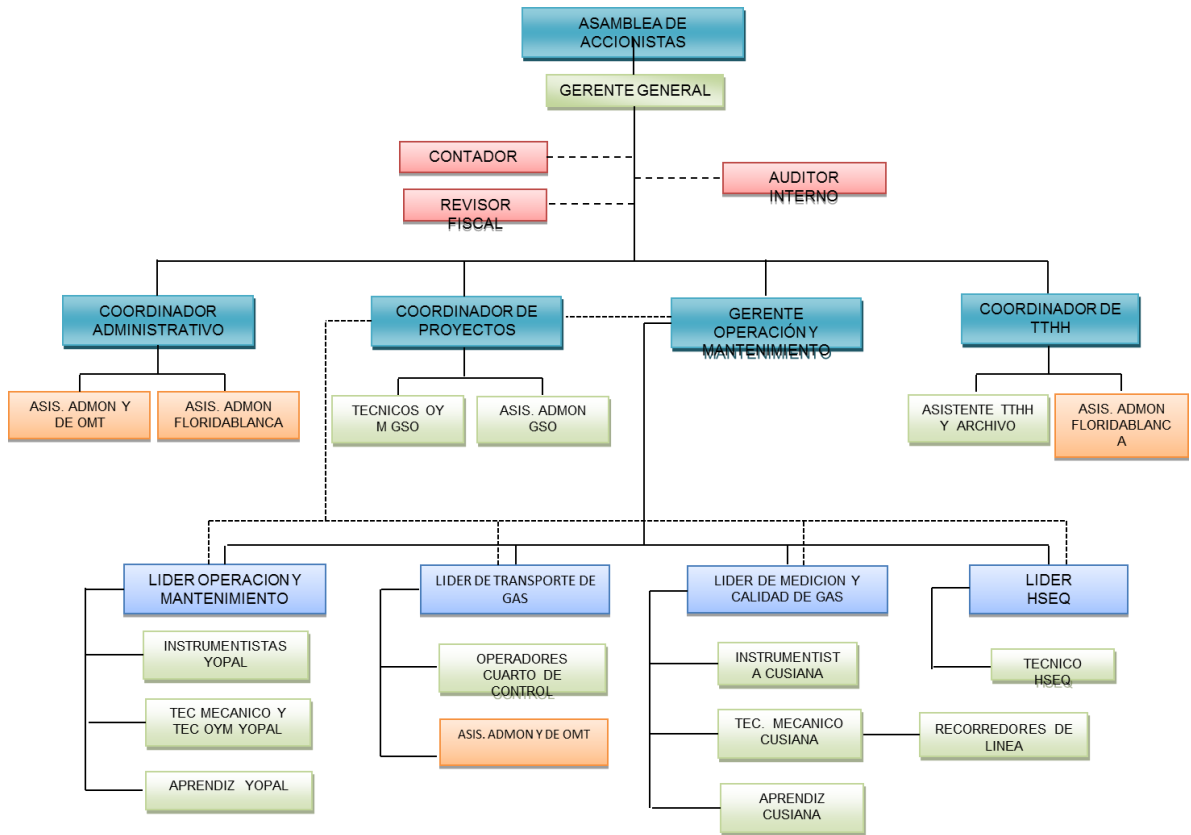 ASAMBLEA DE
ACCIONISTAS
GERENTE GENERAL
CONTADOR
AUDITOR
INTERNO
REVISOR
FISCAL
COORDINADOR
ADMINISTRATIVO
COORDINADOR DE
PROYECTOS
GERENTE
OPERACIÓN Y
MANTENIMIENTO
COORDINADOR DE
TTHH
ASIS. ADMON Y
DE OMT
ASIS. ADMON
FLORIDABLANCA
TECNICOS OY
M GSO
ASIS. ADMON
GSO
ASISTENTE TTHH
Y ARCHIVO
ASIS. ADMON
FLORIDABLANC
A
LIDER OPERACION Y
MANTENIMIENTO
LIDER DE TRANSPORTE DE
GAS
LIDER DE MEDICION Y
CALIDAD DE GAS
LIDER
HSEQ
INSTRUMENTISTAS
YOPAL
OPERADORES
CUARTO DE
CONTROL
INSTRUMENTIST
A CUSIANA
TECNICO
HSEQ
TEC MECANICO Y
TEC OYM YOPAL
ASIS. ADMON Y DE OMT
TEC. MECANICO
CUSIANA
RECORREDORES DE
LINEA
APRENDIZ YOPAL
APRENDIZ
CUSIANA